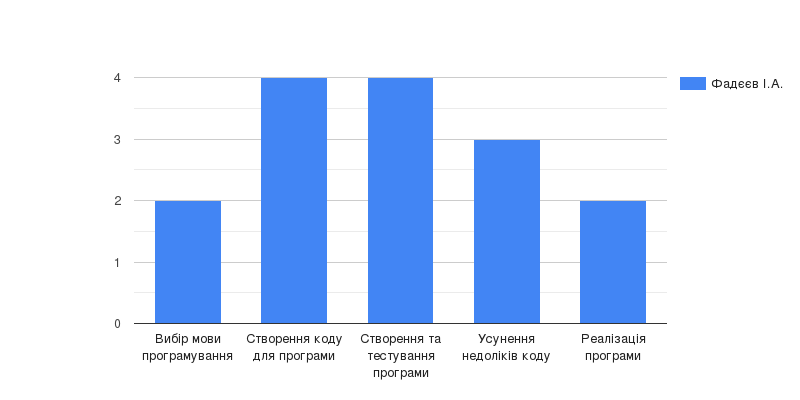 4
3
2
1
0
Фадєєв І.А.
Вибір мови
програмування
Створення коду
для програми
Створення та
тестування
програми
Усунення
недоліків коду
Реалізація
програми